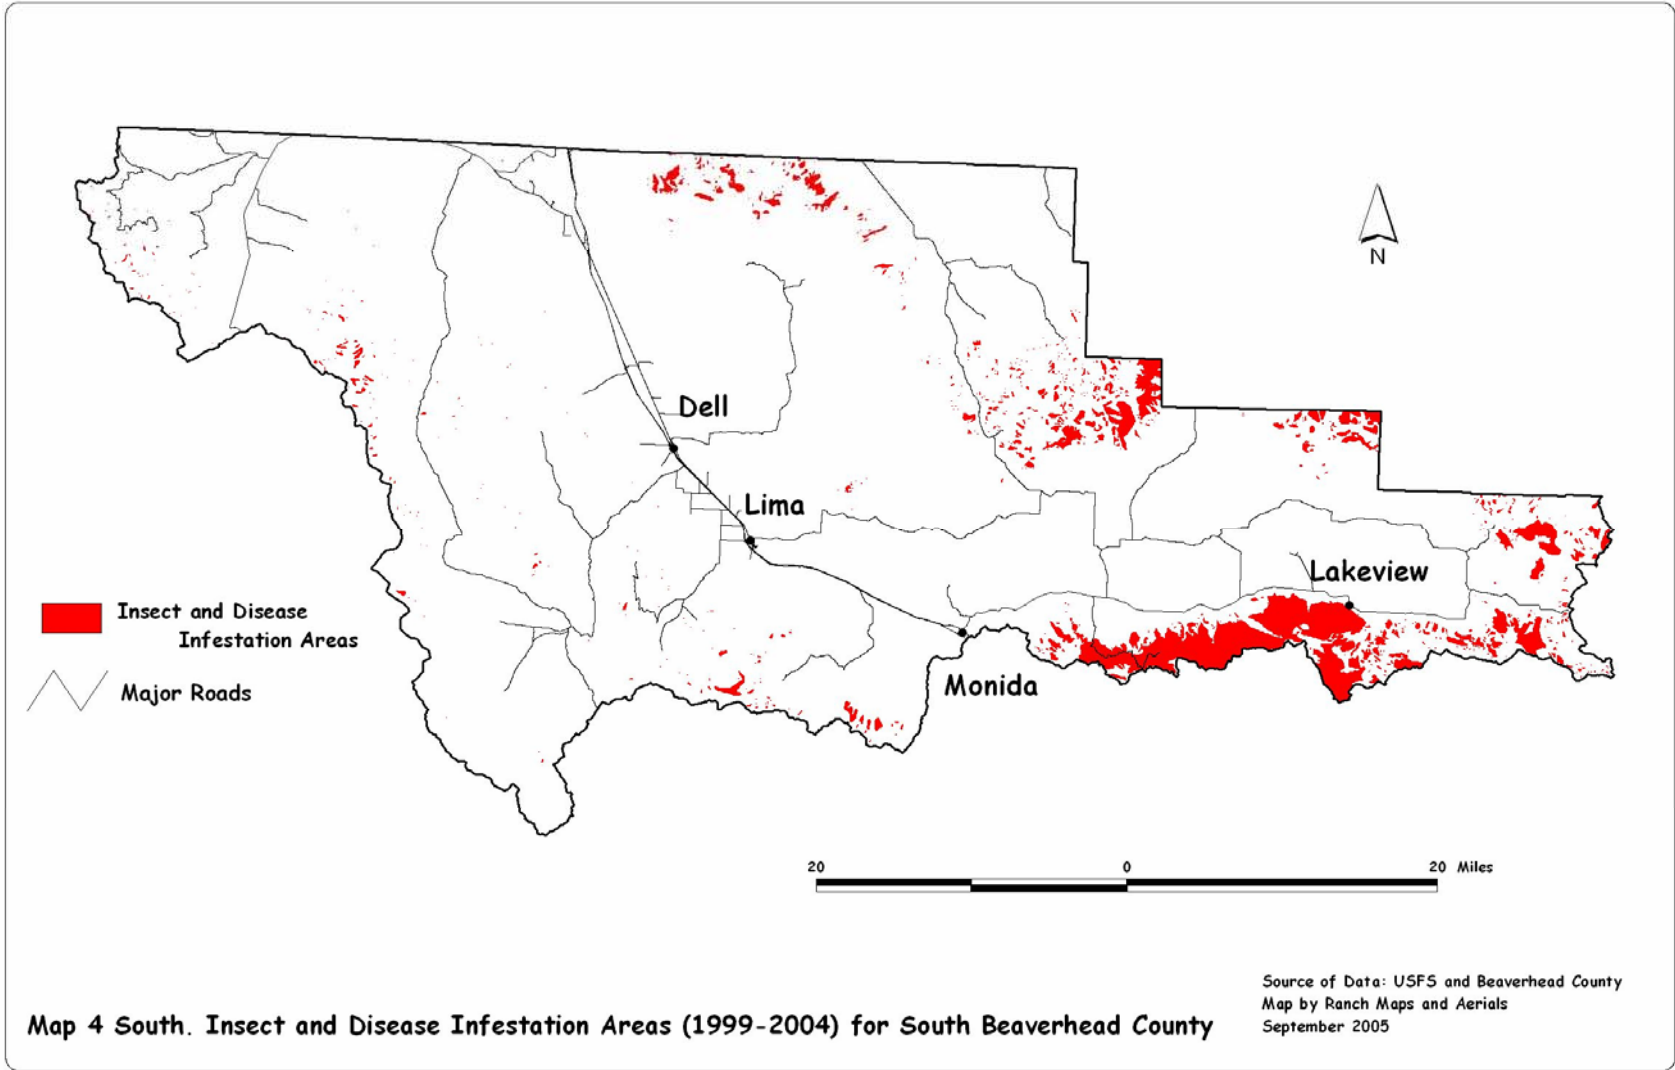 N
Dell
Lima
Lakeview
Insect and Disease
Infestation Areas
Major Roads
Monida
20 0 20 Miles
Source of Data: USFS and Beaverhead County
Map by Ranch Maps and Aerials
September 2005
Map 4 South. Insect and Disease Infestation Areas (1999-2004) for South Beaverhead County